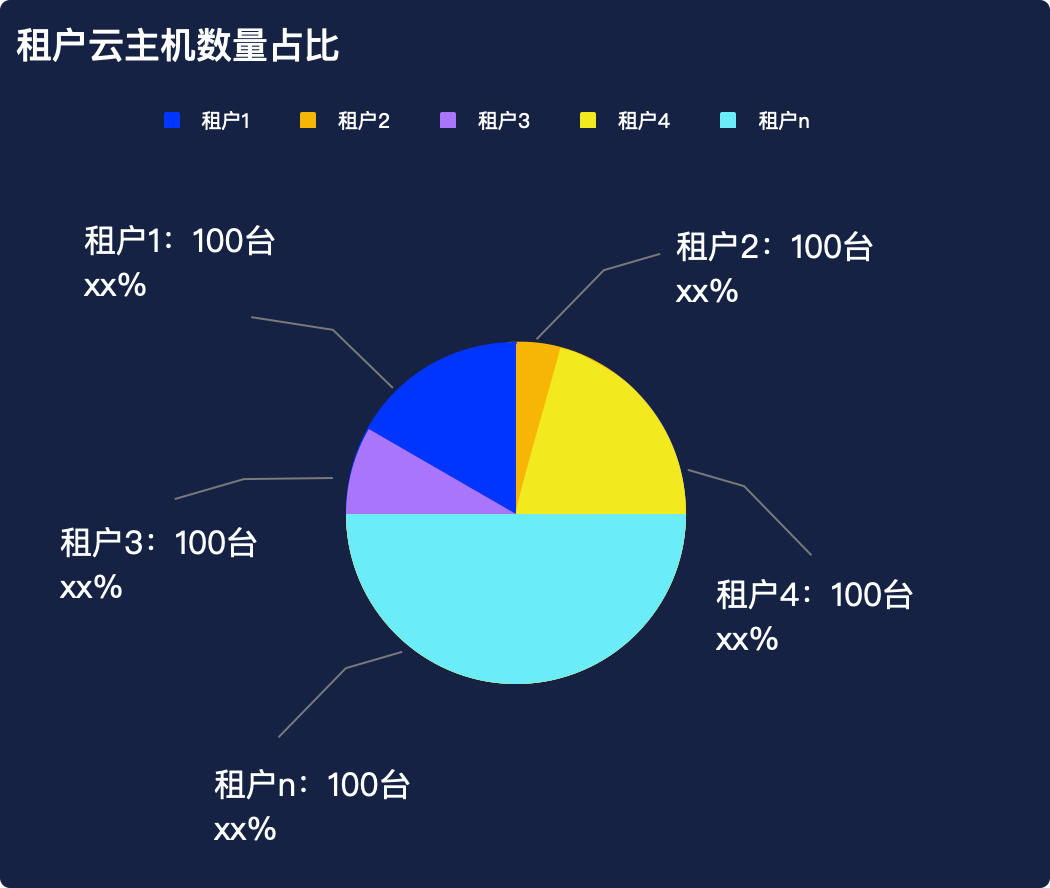 租户云主机数量占比
租户1 租户2 租户3 租户4 租户n
租户1：100台
xx%
租户2：100台
xx%
租户3：100台
xx%
租户4：100台
xx%
租户n：100台
xx%